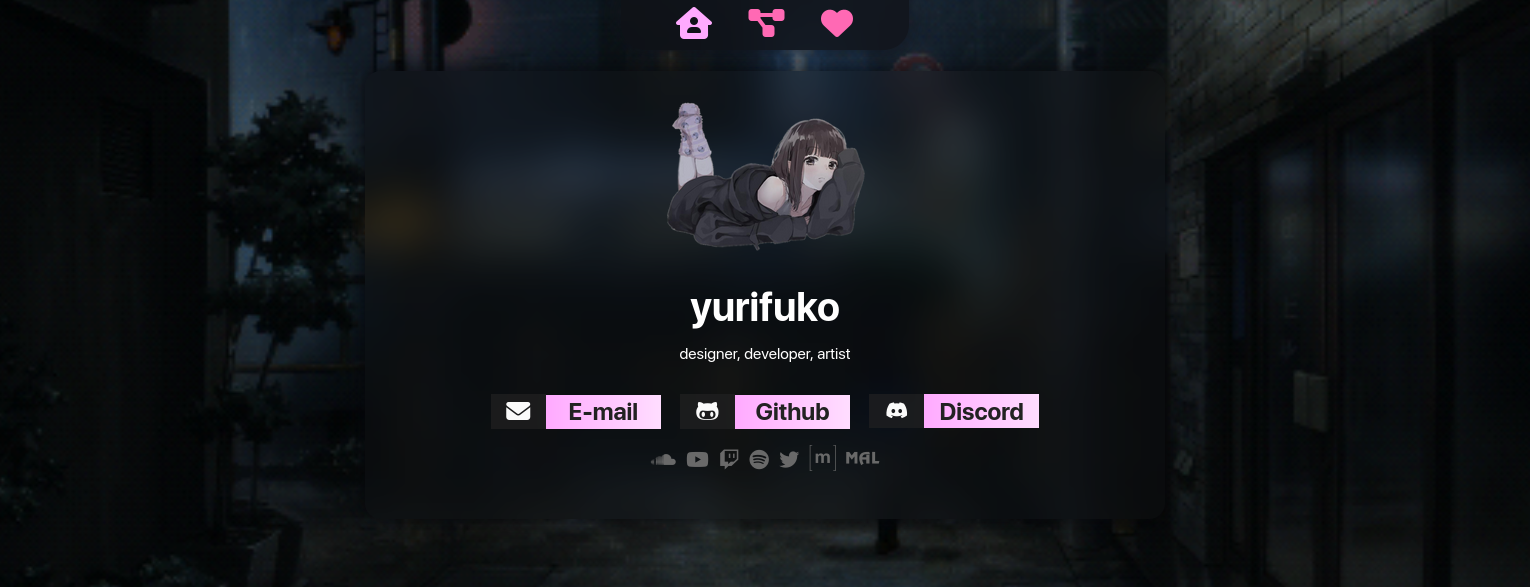 yurifuko
designer, developer, artist
E-mail
Github
Discord
[m]
MAL